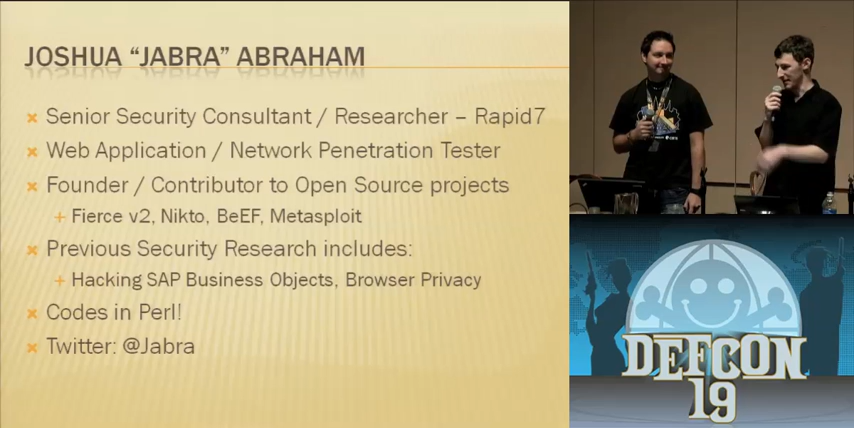 JOSHUA “JABRA” ABRAHAM
Senior Security Consultant / Researcher – Rapid7
Web Application / Network Penetration Tester
Founder / Contributor to Open Source projects
Fierce v2, Nikto, BeEF, Metasploit
Previous Security Research includes:
Hacking SAP Business Objects, Browser Privacy
Codes in Perl!
Twitter: @Jabra
DEFCON
19